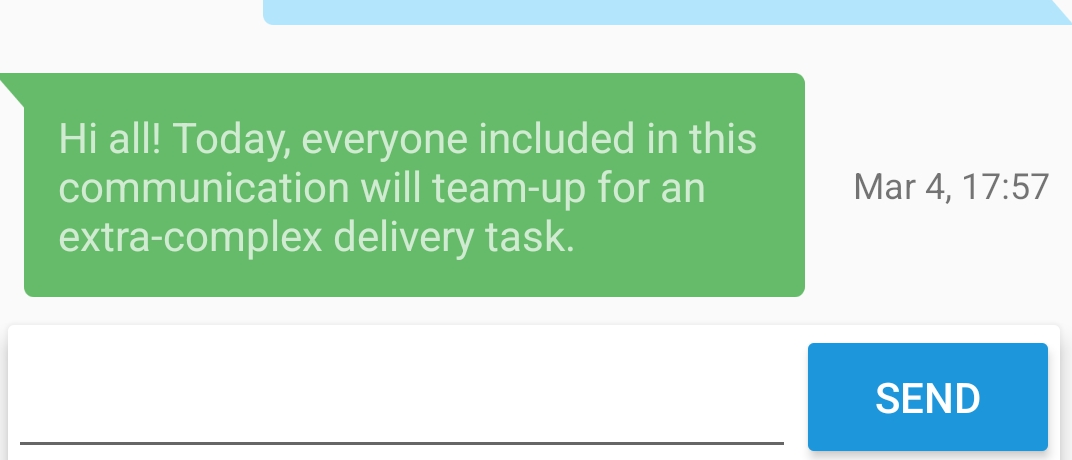 Hi all! Today, everyone included in this
communication will team-up for an
extra-complex delivery task.
Mar 4, 17:57
SEND